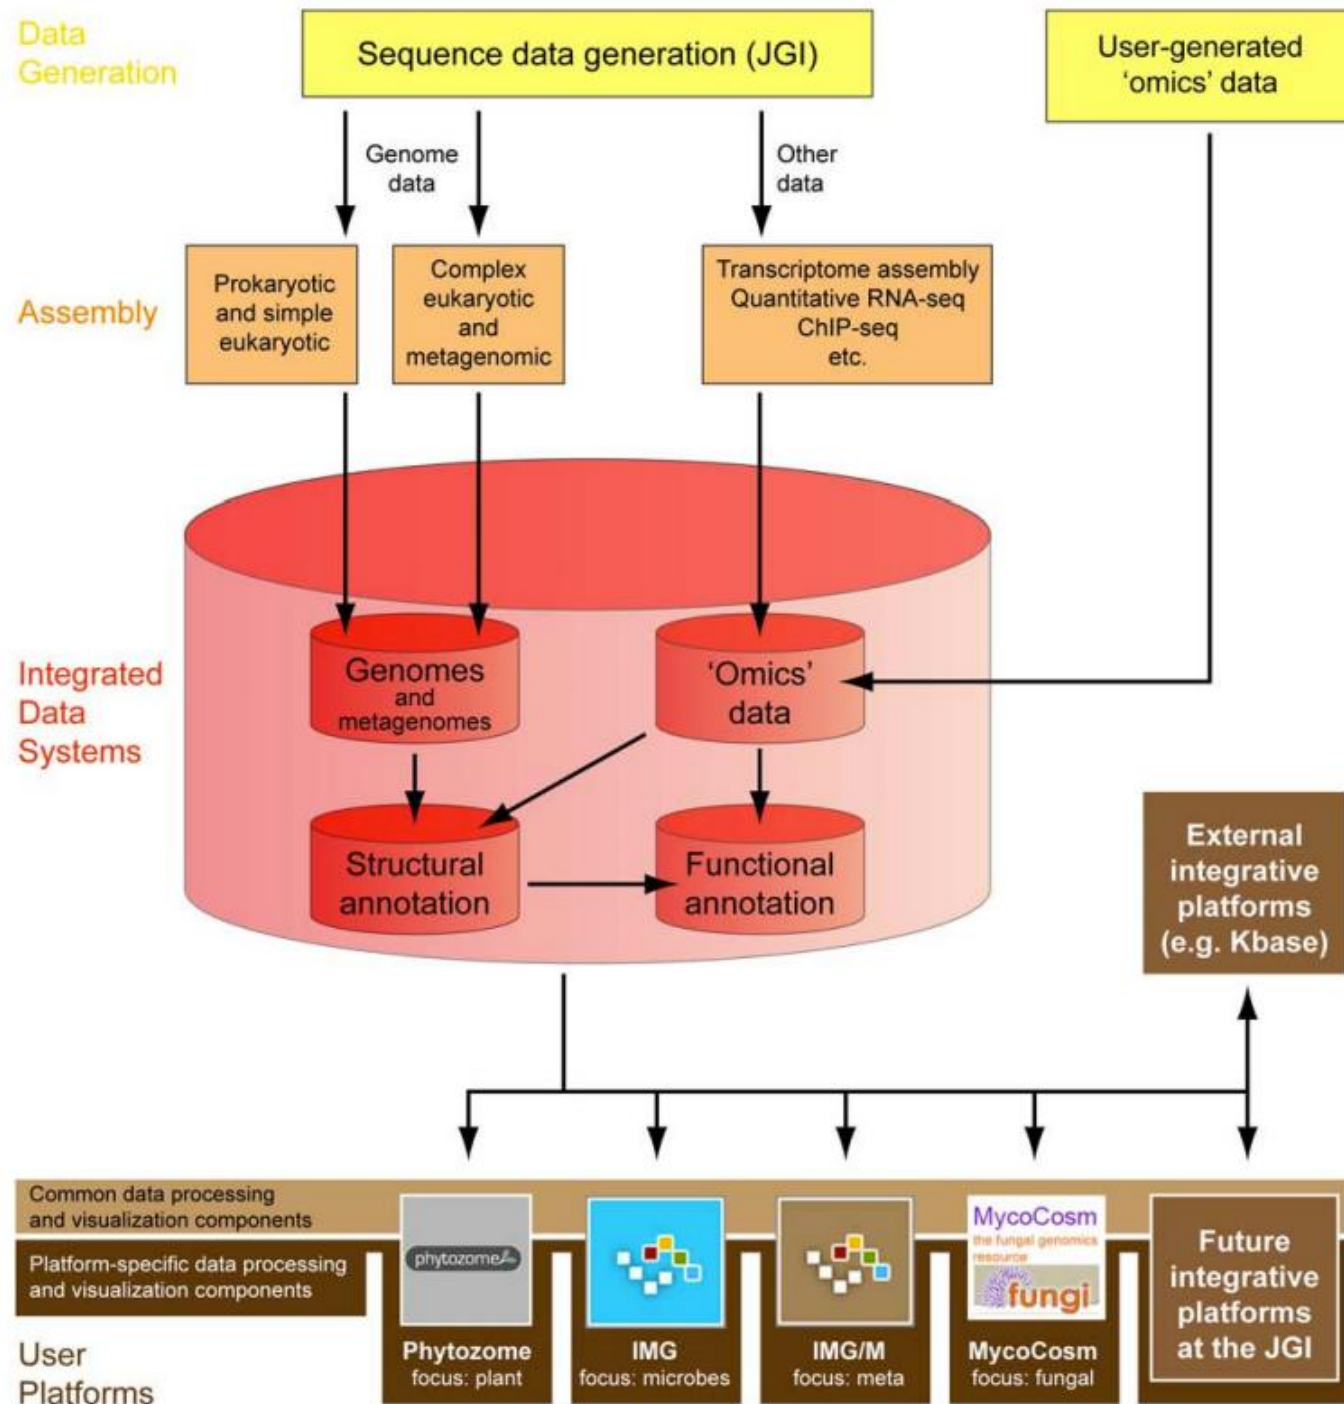 Data
Generation
Sequence data generation (JGI)
User-generated
‘omics’ data
Genome
data
Other
data
Assembly
Prokaryotic
and simple
eukaryotic
Complex
eukaryotic
and
metagenomic
Transcriptome assembly
Quantitative RNA-seq
ChIP-seq
etc.
Integrated
Data
Systems
Genomes
and
metagenomes
‘Omics’
data
Structural
annotation
Functional
annotation
External
integrative
platforms
(e.g. Kbase)
Common data processing
and visualization components
Platform-specific data processing
and visualization components
User
Platforms
phytozome
Phytozome
focus: plant
IMG
focus: microbes
IMG/M
focus: meta
MycoCosm
the fungal genomics
resource
fungi
MycoCosm
focus: fungal
Future
integrative
platforms
at the JGI